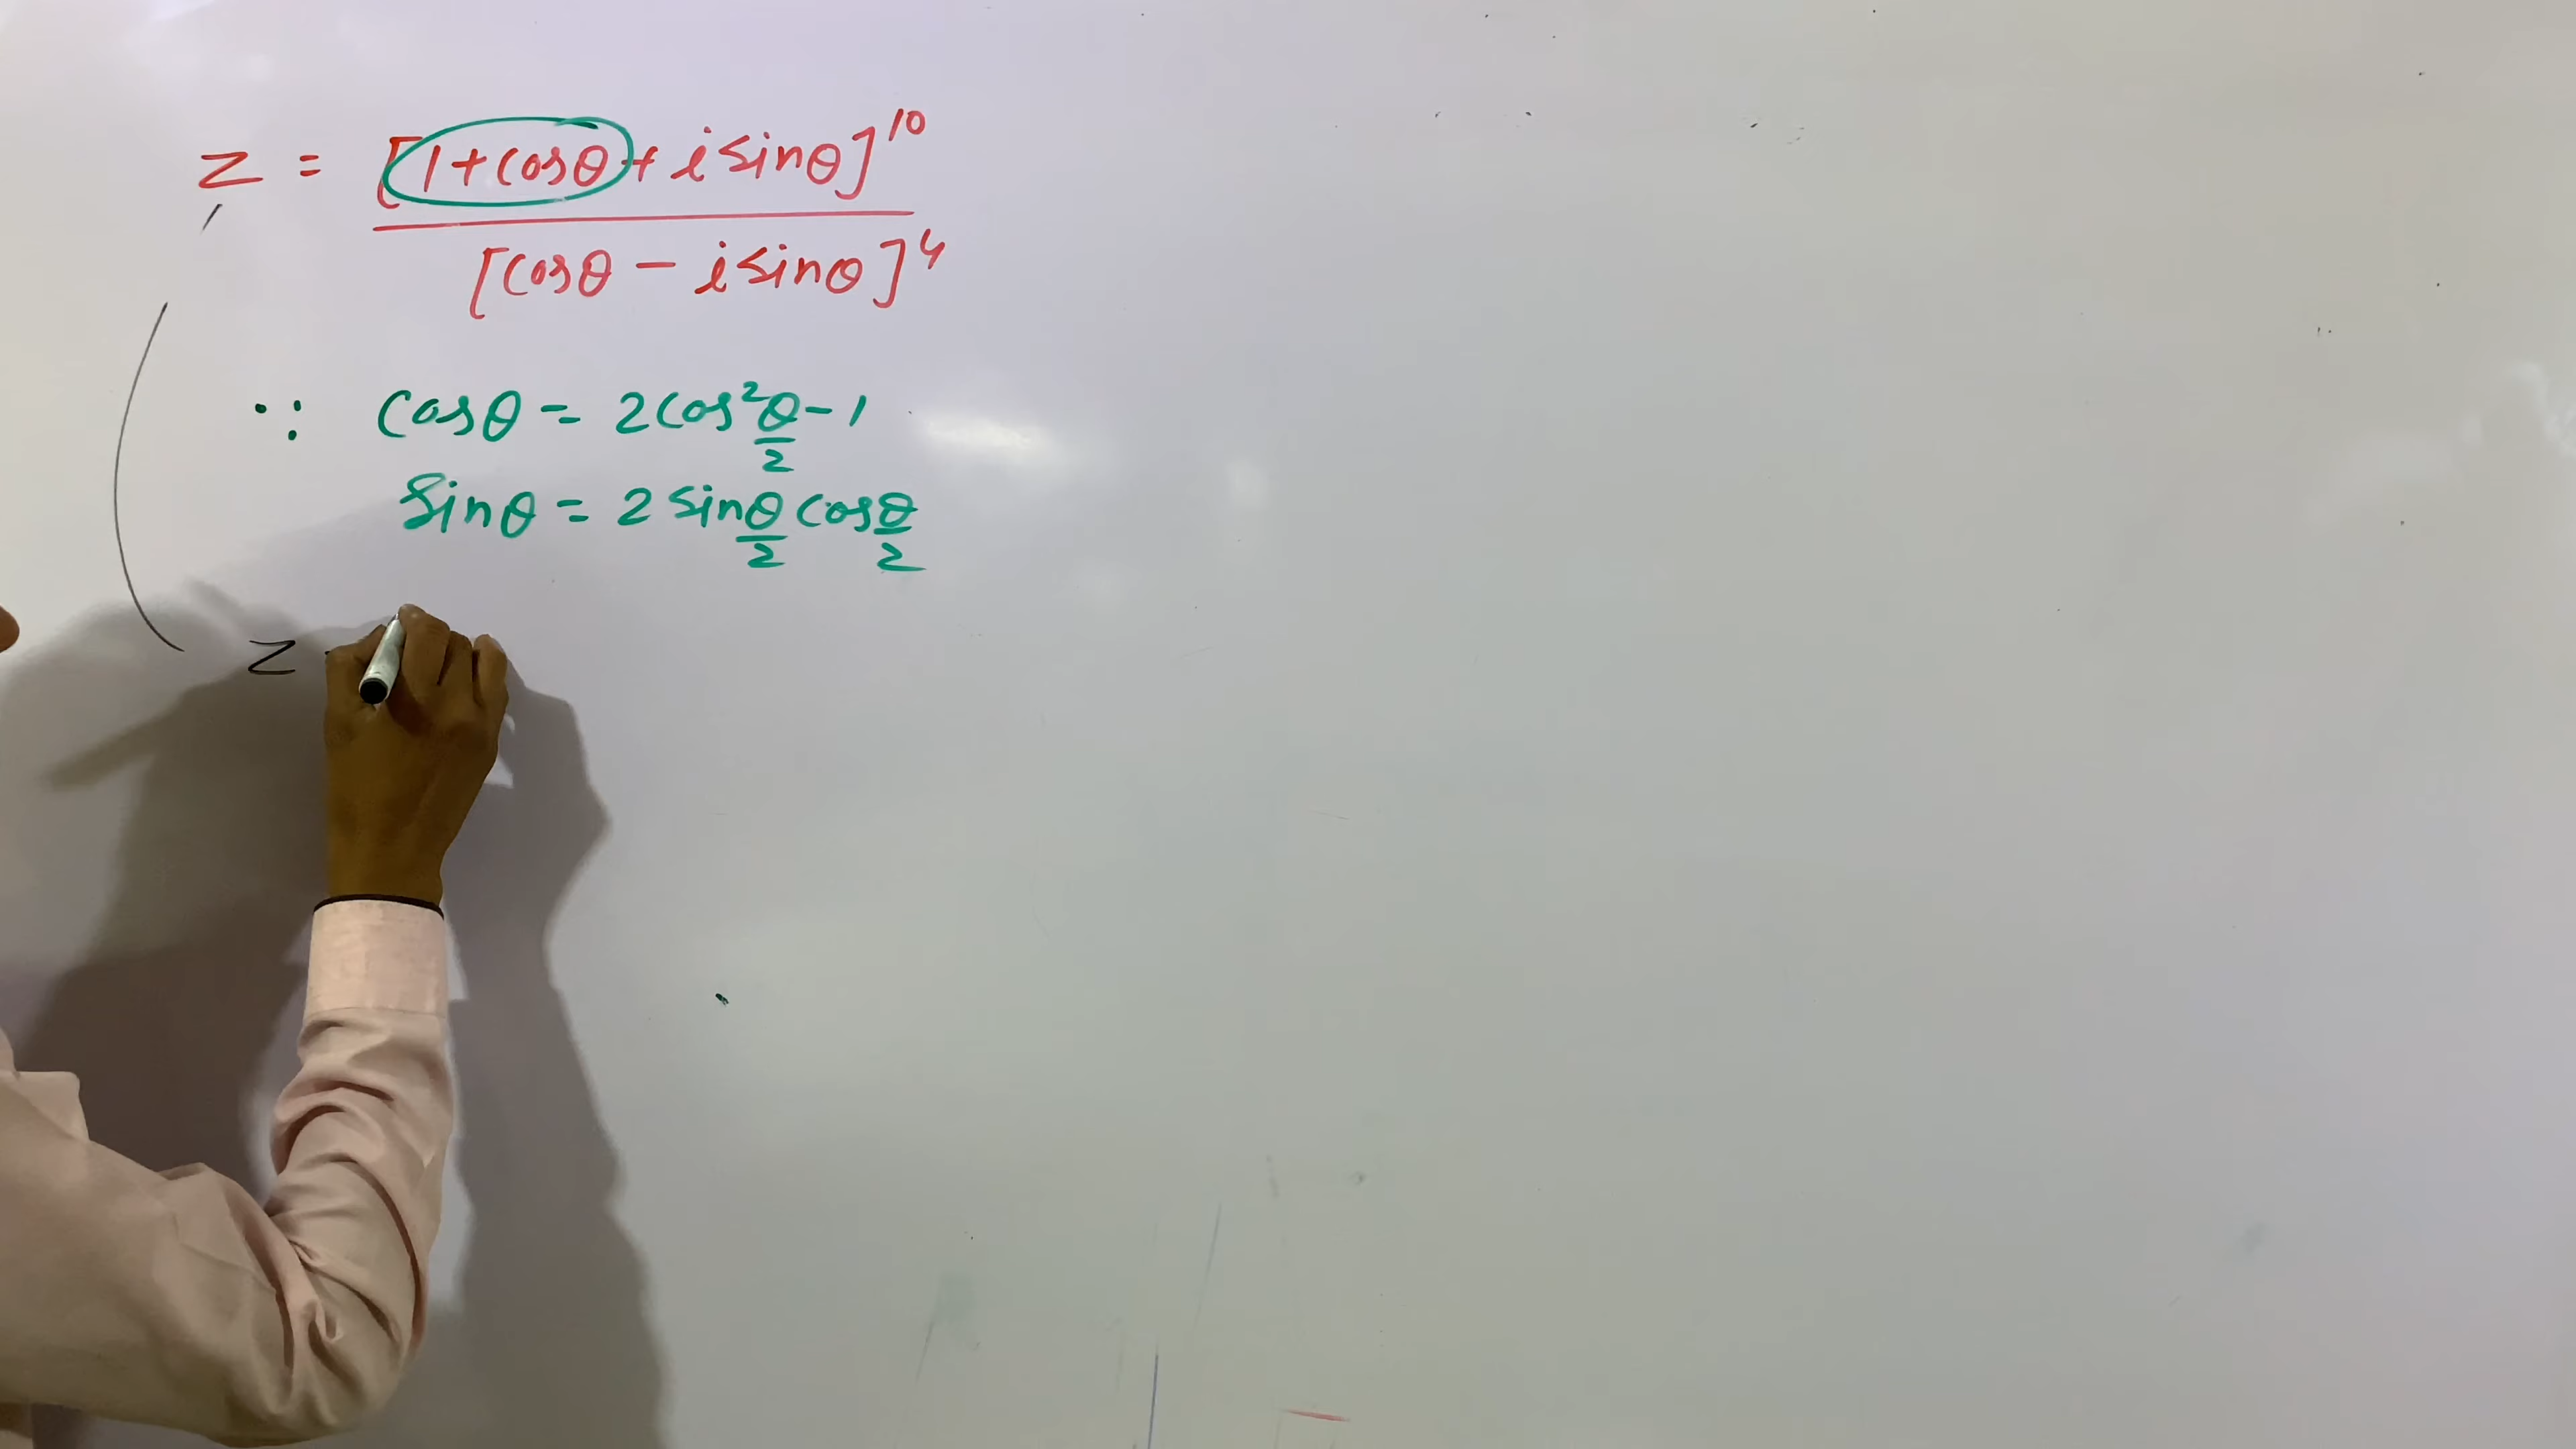 z = [1+cosθ + i sinθ]^10
[cosθ − i sinθ]^4
∵ cosθ = 2cos²θ/2 − 1
sinθ = 2 sinθ/2 cosθ/2
z